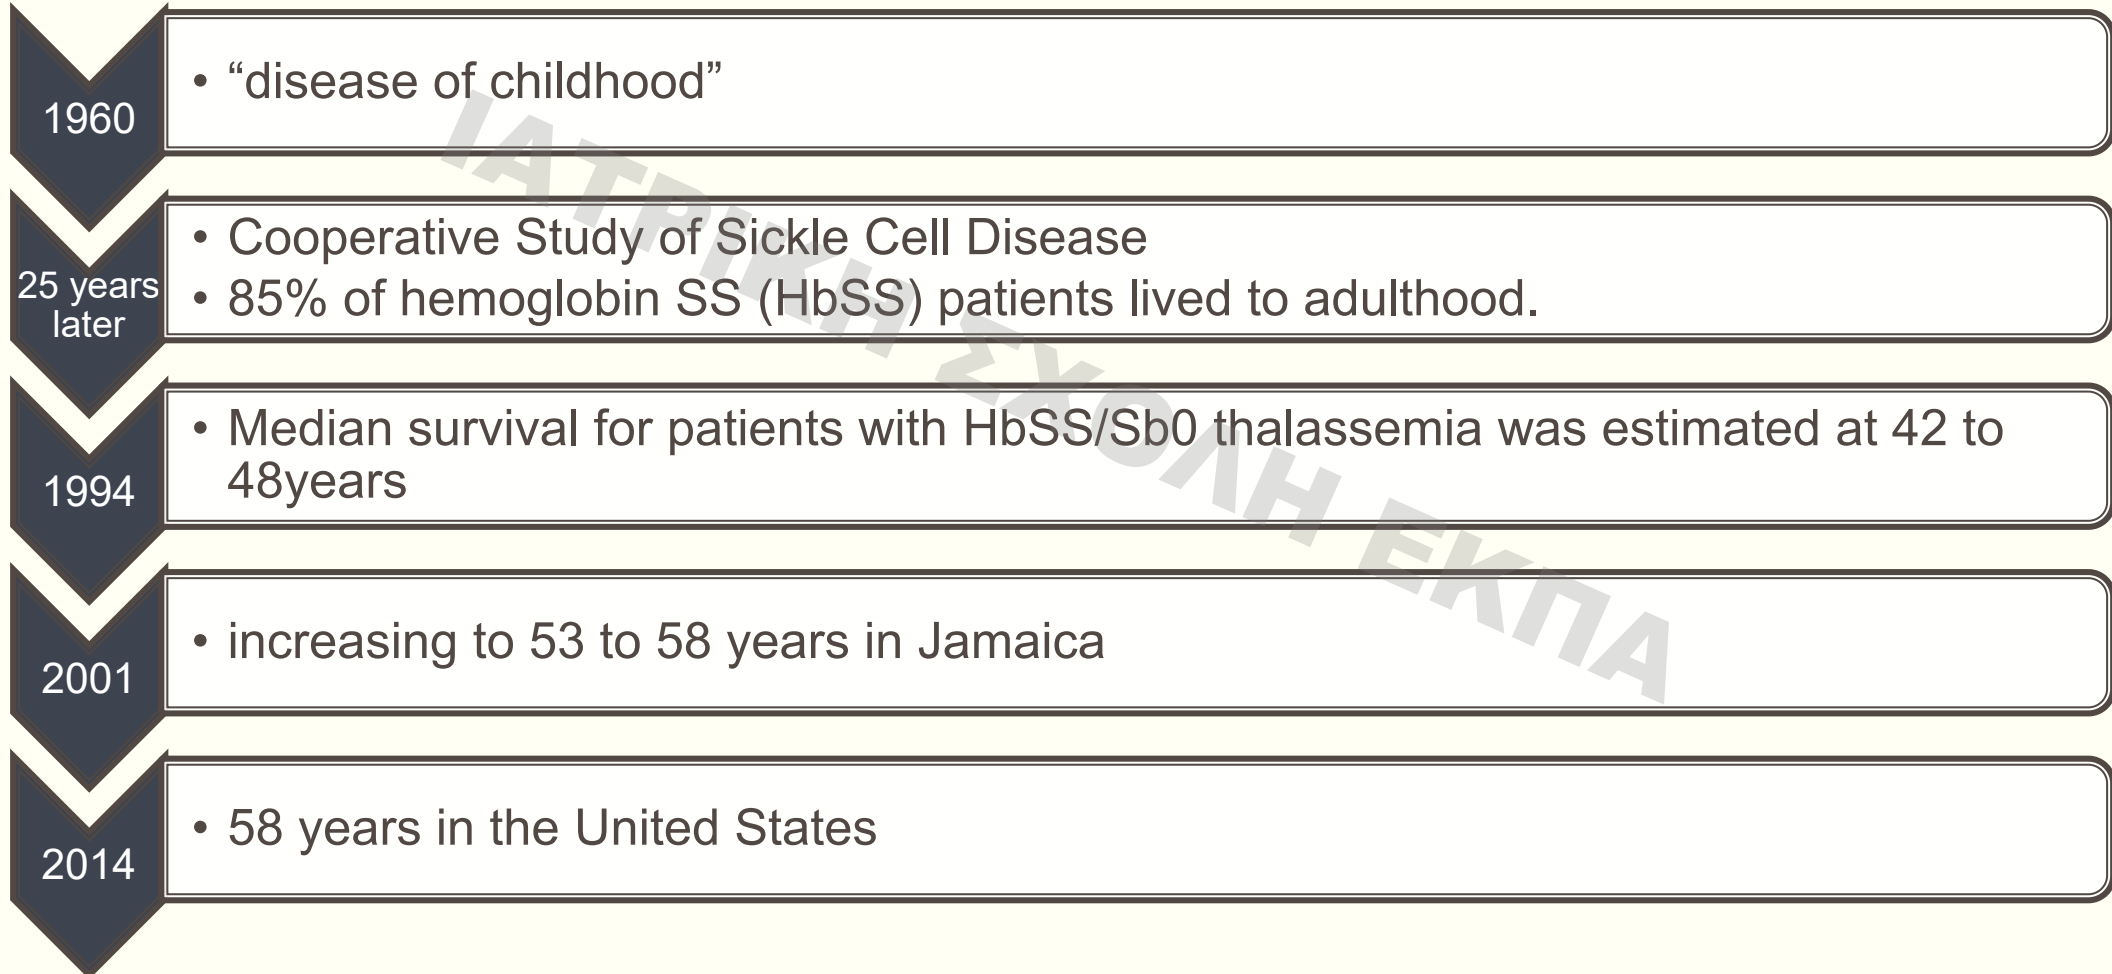 1960
• “disease of childhood”
25 years
later
• Cooperative Study of Sickle Cell Disease
• 85% of hemoglobin SS (HbSS) patients lived to adulthood.
1994
• Median survival for patients with HbSS/Sb0 thalassemia was estimated at 42 to
48years
2001
• increasing to 53 to 58 years in Jamaica
2014
• 58 years in the United States
ΙΑΤΡΙΚΗ ΣΧΟΛΗ ΕΚΠΑ